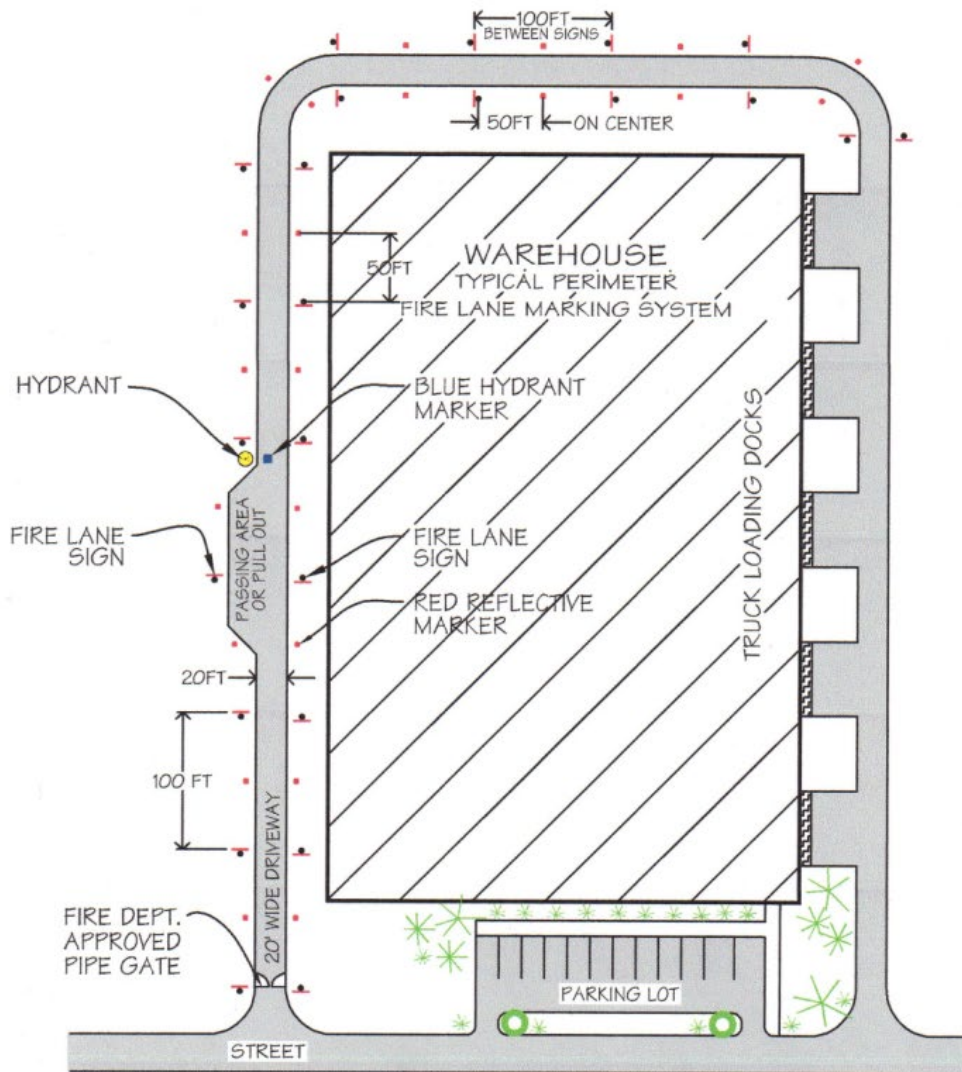 100FT
BETWEEN SIGNS
50FT
ON CENTER
WAREHOUSE
TYPICAL PERIMETER
FIRE LANE MARKING SYSTEM
50FT
HYDRANT
BLUE HYDRANT
MARKER
TRUCK LOADING DOCKS
FIRE LANE
SIGN
PASSING AREA
OR PULL OUT
FIRE LANE
SIGN
RED REFLECTIVE
MARKER
20FT
100 FT
20' WIDE DRIVEWAY
FIRE DEPT.
APPROVED
PIPE GATE
PARKING LOT
STREET